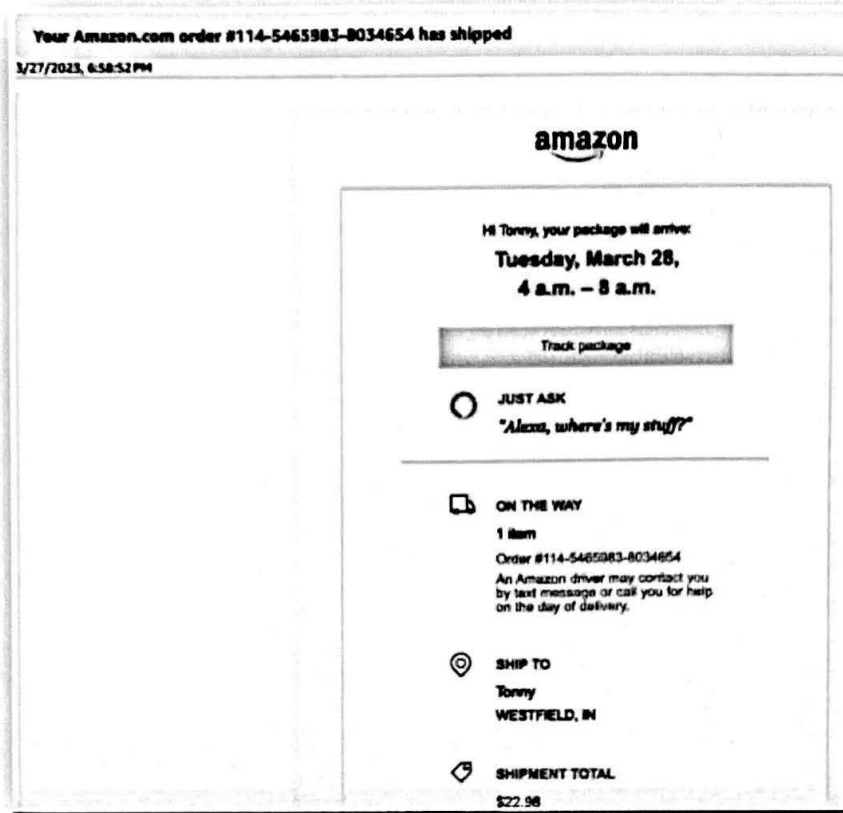 Your Amazon.com order #114-5465983-8034654 has shipped
3/27/2023, 6:58:52 PM
amazon
Hi Tonny, your package will arrive:
Tuesday, March 28,
4 a.m. – 8 a.m.
Track package
JUST ASK
"Alexa, where's my stuff?"
ON THE WAY
1 item
Order #114-5465983-8034654
An Amazon driver may contact you
by text message or call you for help
on the day of delivery.
SHIP TO
Tonny
WESTFIELD, IN
SHIPMENT TOTAL
$22.98